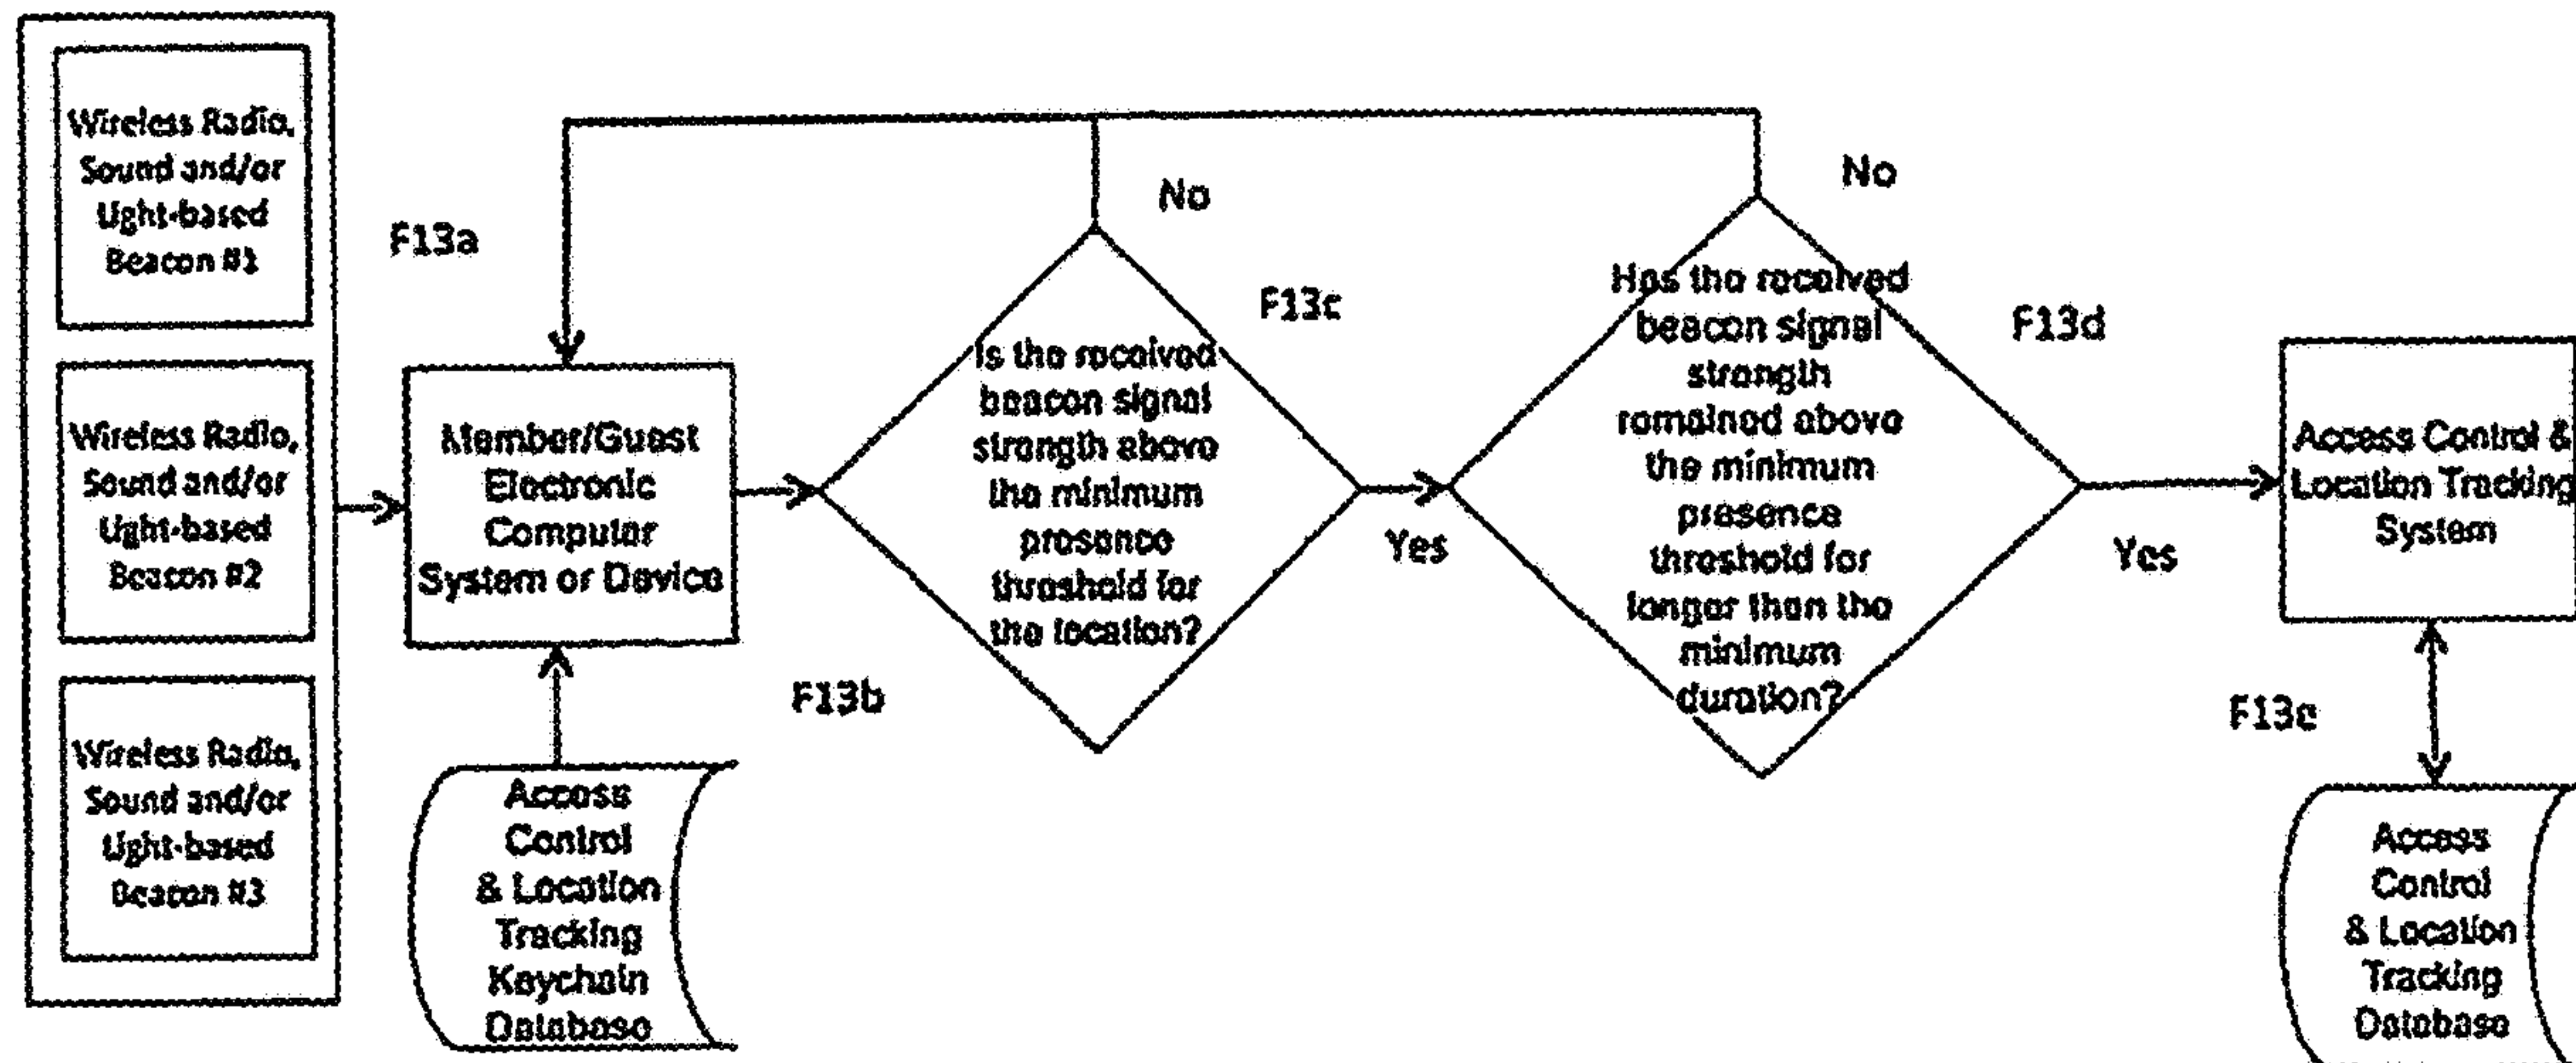 Wireless Radio,
Sound and/or
Light-based
Beacon #1
Wireless Radio,
Sound and/or
Light-based
Beacon #2
Wireless Radio,
Sound and/or
Light-based
Beacon #3
F13a
Member/Guest
Electronic
Computer
System or Device
Access
Control
& Location
Tracking
Keychain
Database
F13b
No
F13c
Is the received
beacon signal
strength above
the minimum
presence
threshold for
the location?
Yes
No
F13d
Has the received
beacon signal
strength
remained above
the minimum
presence
threshold for
longer than the
minimum
duration?
Yes
Access Control &
Location Tracking
System
F13e
Access
Control
& Location
Tracking
Database